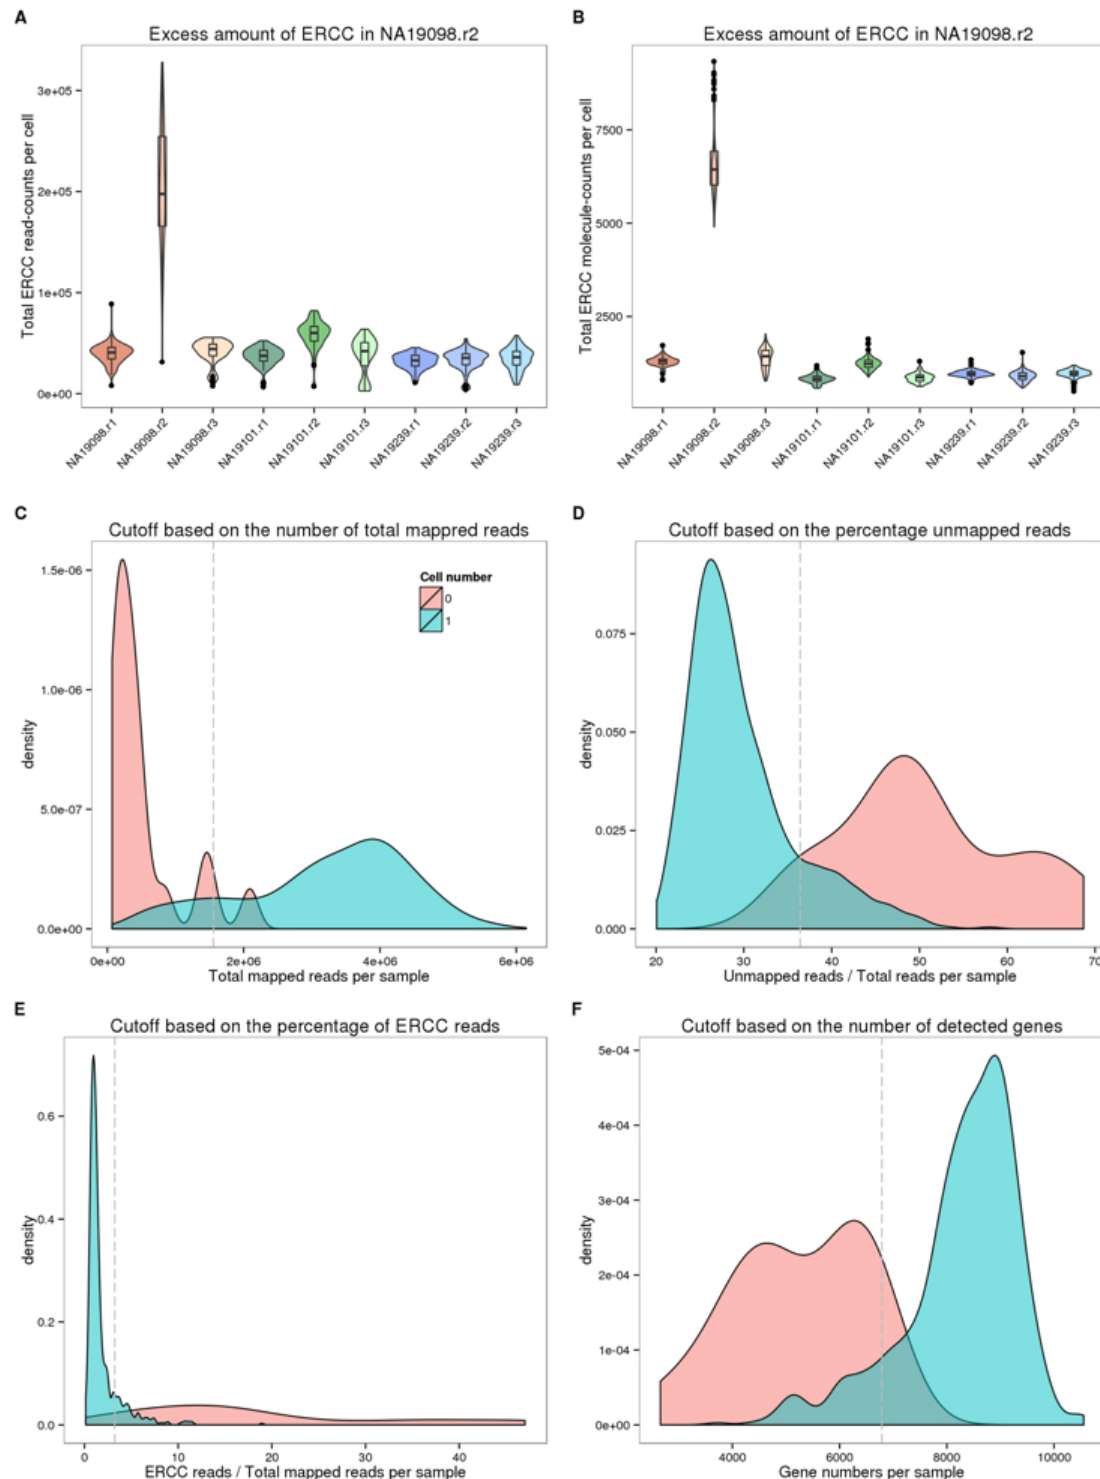 A
Excess amount of ERCC in NA19098.r2
Total ERCC read-counts per cell
3e+05
2e+05
1e+05
0e+00
NA19098.r1
NA19098.r2
NA19098.r3
NA19101.r1
NA19101.r2
NA19101.r3
NA19239.r1
NA19239.r2
NA19239.r3
B
Excess amount of ERCC in NA19098.r2
Total ERCC molecule-counts per cell
7500
5000
2500
NA19098.r1
NA19098.r2
NA19098.r3
NA19101.r1
NA19101.r2
NA19101.r3
NA19239.r1
NA19239.r2
NA19239.r3
C
Cutoff based on the number of total mappred reads
density
1.5e-06
1.0e-06
5.0e-07
0.0e+00
Cell number
0
1
0e+00
2e+06
4e+06
6e+06
Total mapped reads per sample
D
Cutoff based on the percentage unmapped reads
density
0.075
0.050
0.025
0.000
20
30
40
50
60
70
Unmapped reads / Total reads per sample
E
Cutoff based on the percentage of ERCC reads
density
0.6
0.4
0.2
0.0
0
10
20
30
40
ERCC reads / Total mapped reads per sample
F
Cutoff based on the number of detected genes
density
5e-04
4e-04
3e-04
2e-04
1e-04
0e+00
4000
6000
8000
10000
Gene numbers per sample